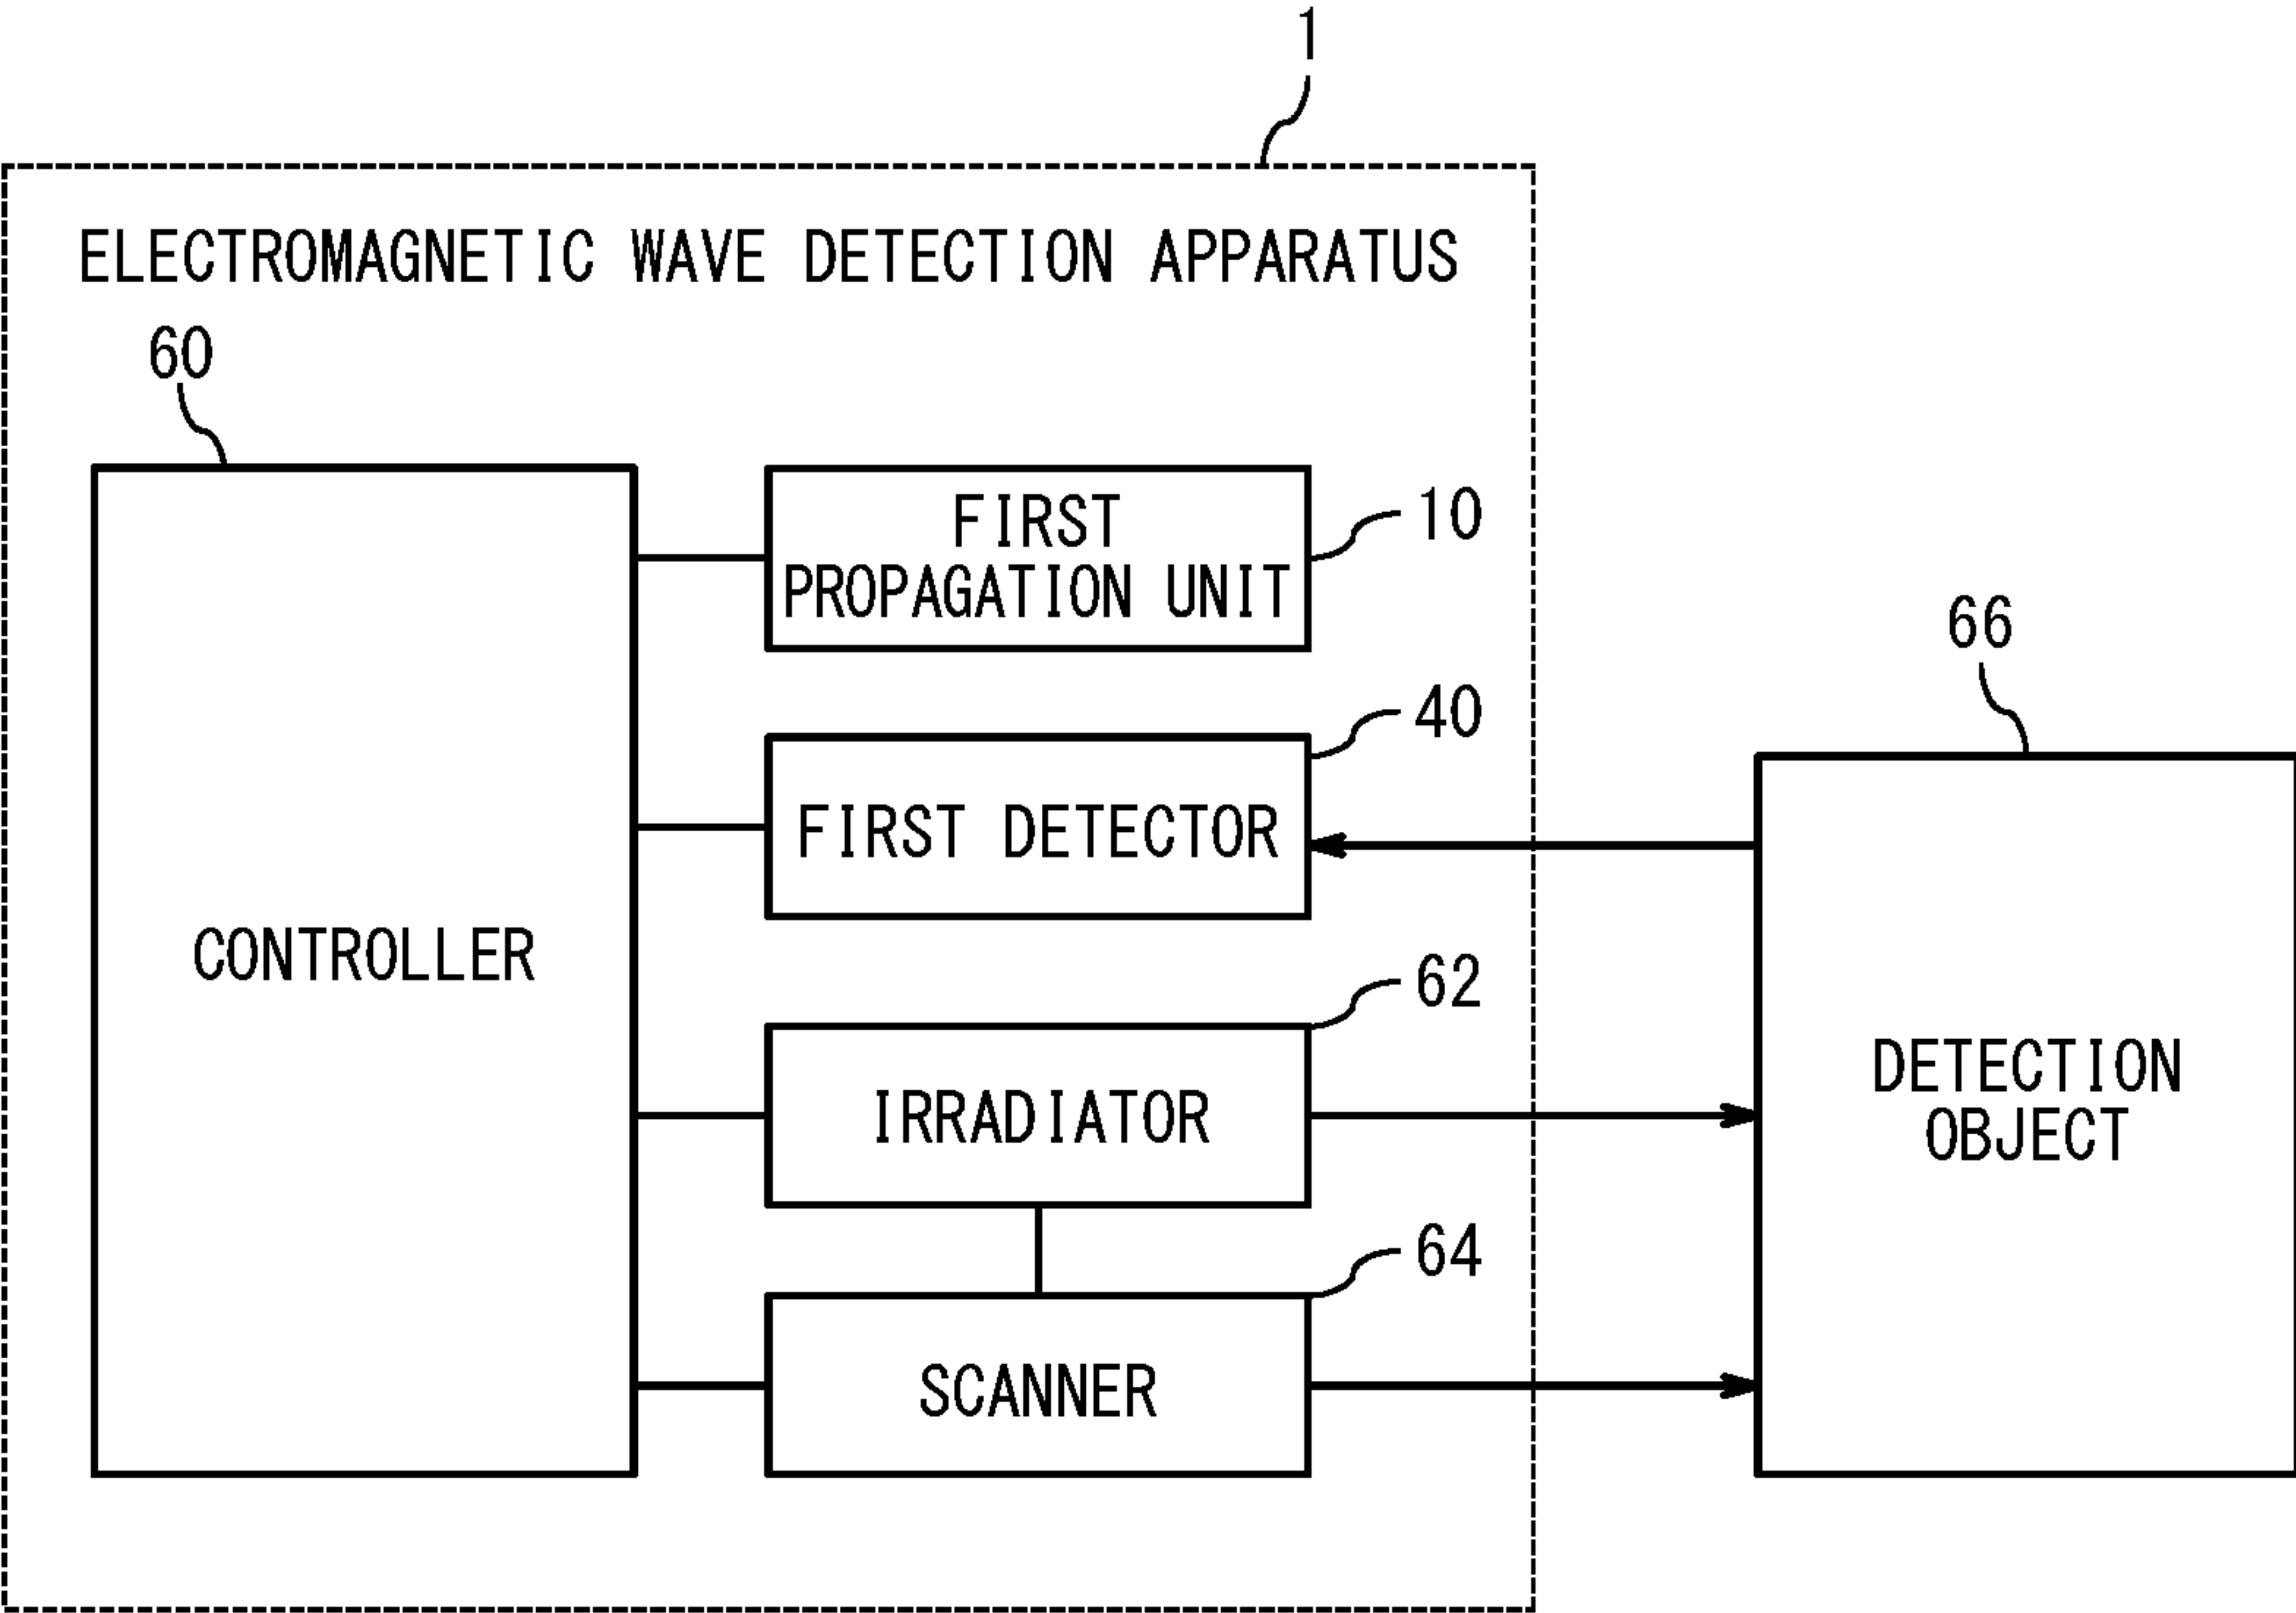 1
ELECTROMAGNETIC WAVE DETECTION APPARATUS
60
CONTROLLER
FIRST
PROPAGATION UNIT
10
40
FIRST DETECTOR
62
IRRADIATOR
64
SCANNER
66
DETECTION
OBJECT